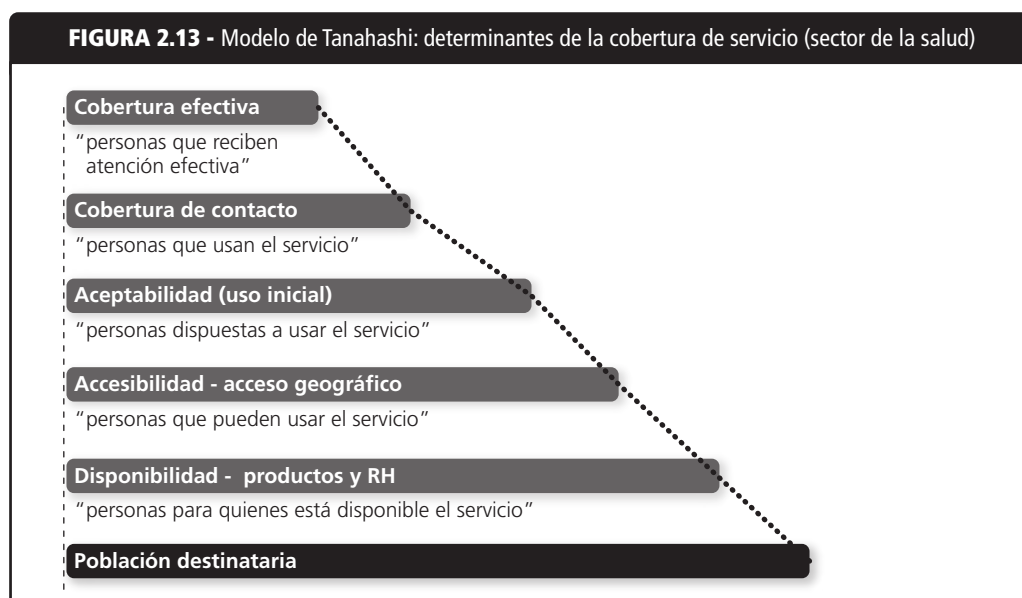 FIGURA 2.13 - Modelo de Tanahashi: determinantes de la cobertura de servicio (sector de la salud)
Cobertura efectiva
“personas que reciben
atención efectiva”
Cobertura de contacto
“personas que usan el servicio”
Aceptabilidad (uso inicial)
“personas dispuestas a usar el servicio”
Accesibilidad - acceso geográfico
“personas que pueden usar el servicio”
Disponibilidad - productos y RH
“personas para quienes está disponible el servicio”
Población destinataria